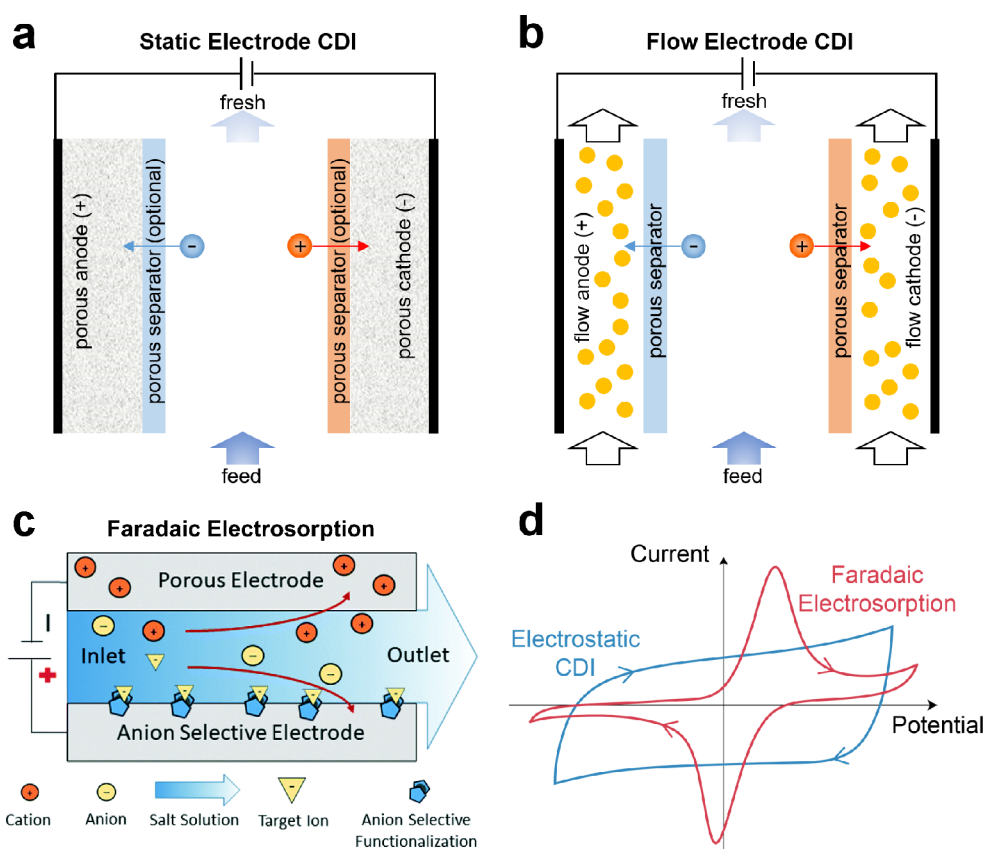 a
Static Electrode CDI
fresh
porous anode (+)
porous separator (optional)
-
+
porous separator (optional)
porous cathode (-)
feed
b
Flow Electrode CDI
fresh
flow anode (+)
porous separator
-
+
porous separator
flow cathode (-)
feed
c
Faradaic Electrosorption
Porous Electrode
I
Inlet
Outlet
Anion Selective Electrode
Cation
Anion
Salt Solution
Target Ion
Anion Selective
Functionalization
d
Current
Faradaic
Electrosorption
Electrostatic
CDI
Potential